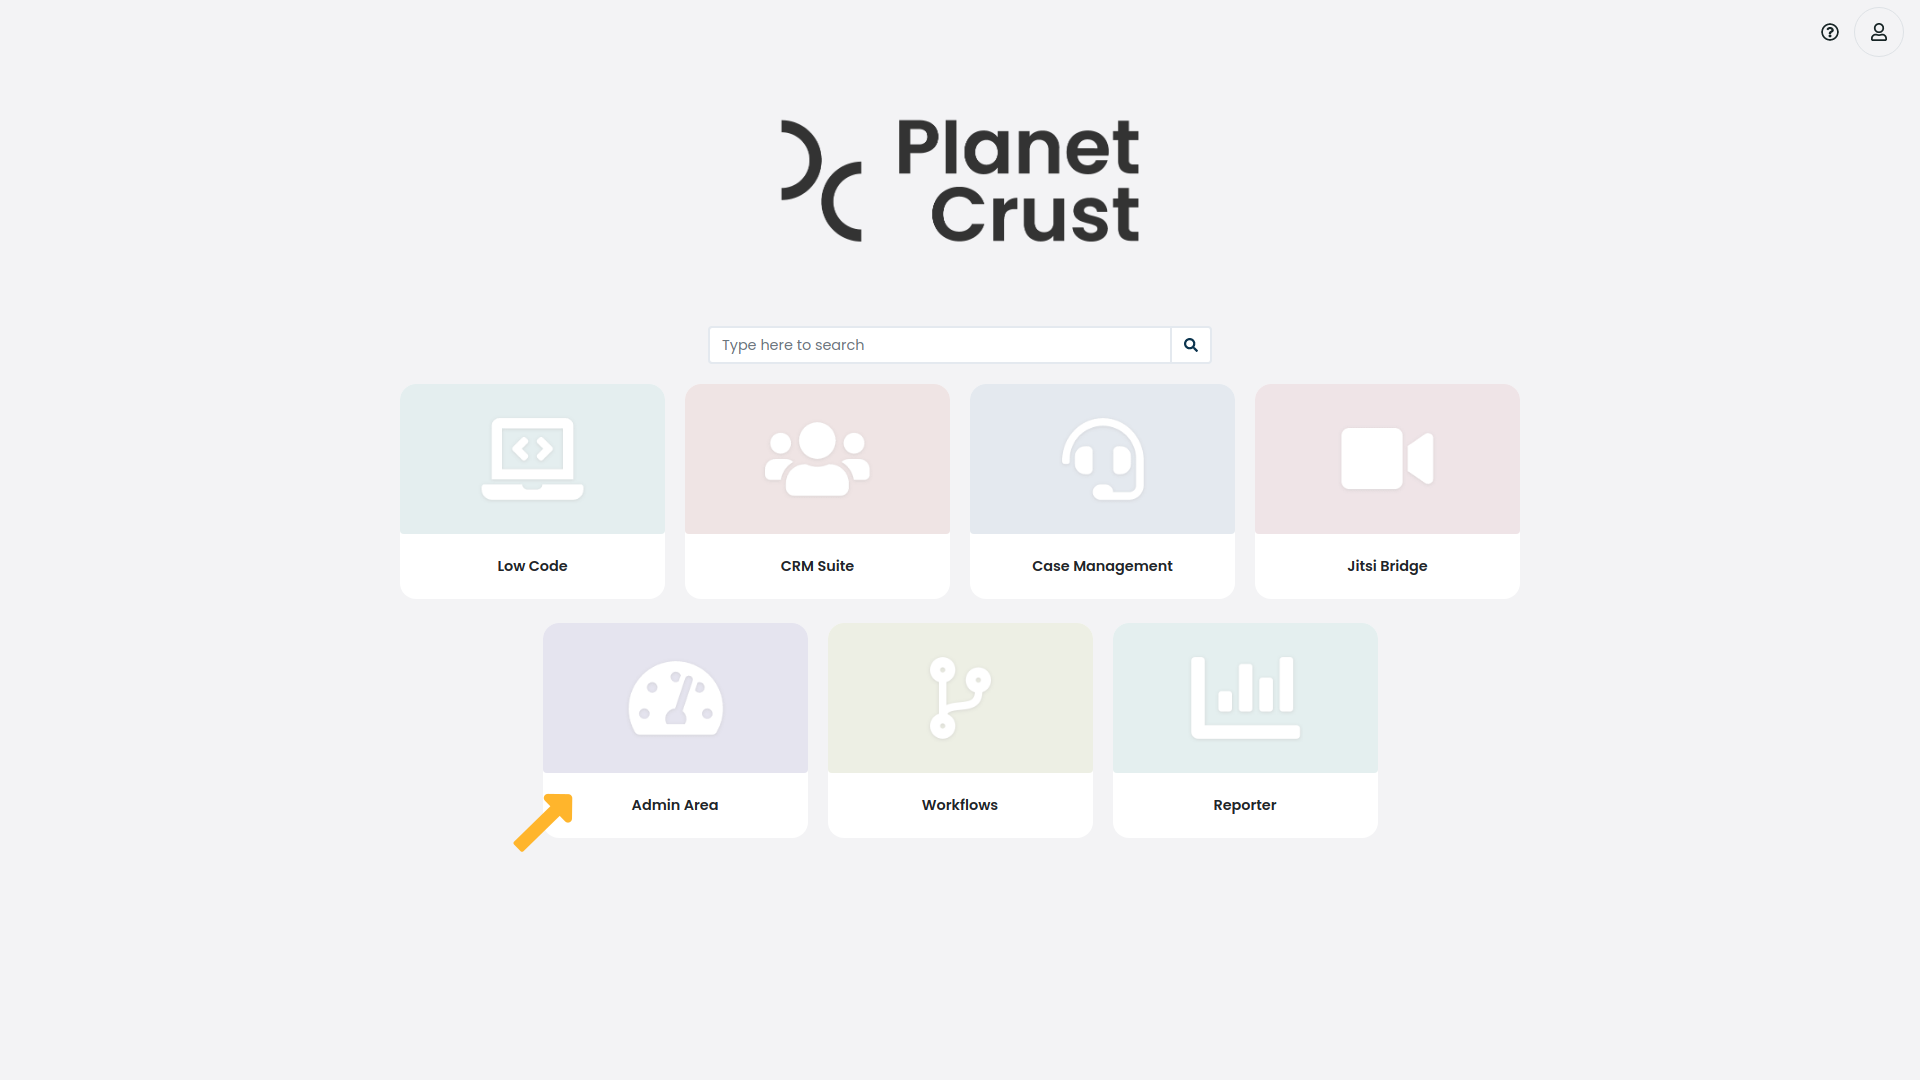 Planet
Crust
Type here to search
Low Code
CRM Suite
Case Management
Jitsi Bridge
Admin Area
Workflows
Reporter